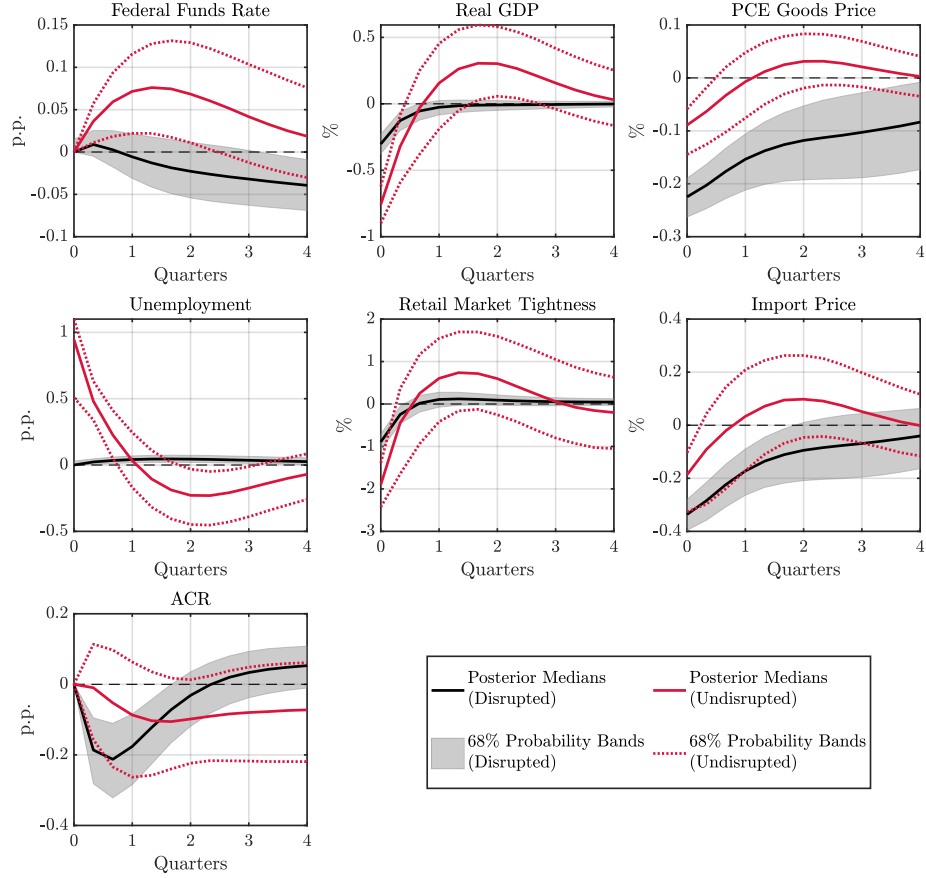 Federal Funds Rate
0.15
0.1
0.05
0
-0.05
-0.1
p.p.
0 1 2 3 4
Quarters
Real GDP
0.5
0
-0.5
-1
%
0 1 2 3 4
Quarters
PCE Goods Price
0.1
0
-0.1
-0.2
-0.3
%
0 1 2 3 4
Quarters
Unemployment
1
0.5
0
-0.5
p.p.
0 1 2 3 4
Quarters
Retail Market Tightness
2
1
0
-1
-2
-3
%
0 1 2 3 4
Quarters
Import Price
0.4
0.2
0
-0.2
-0.4
%
0 1 2 3 4
Quarters
ACR
0.2
0
-0.2
-0.4
p.p.
0 1 2 3 4
Quarters
Posterior Medians
(Disrupted)
Posterior Medians
(Undisrupted)
68% Probability Bands
(Disrupted)
68% Probability Bands
(Undisrupted)